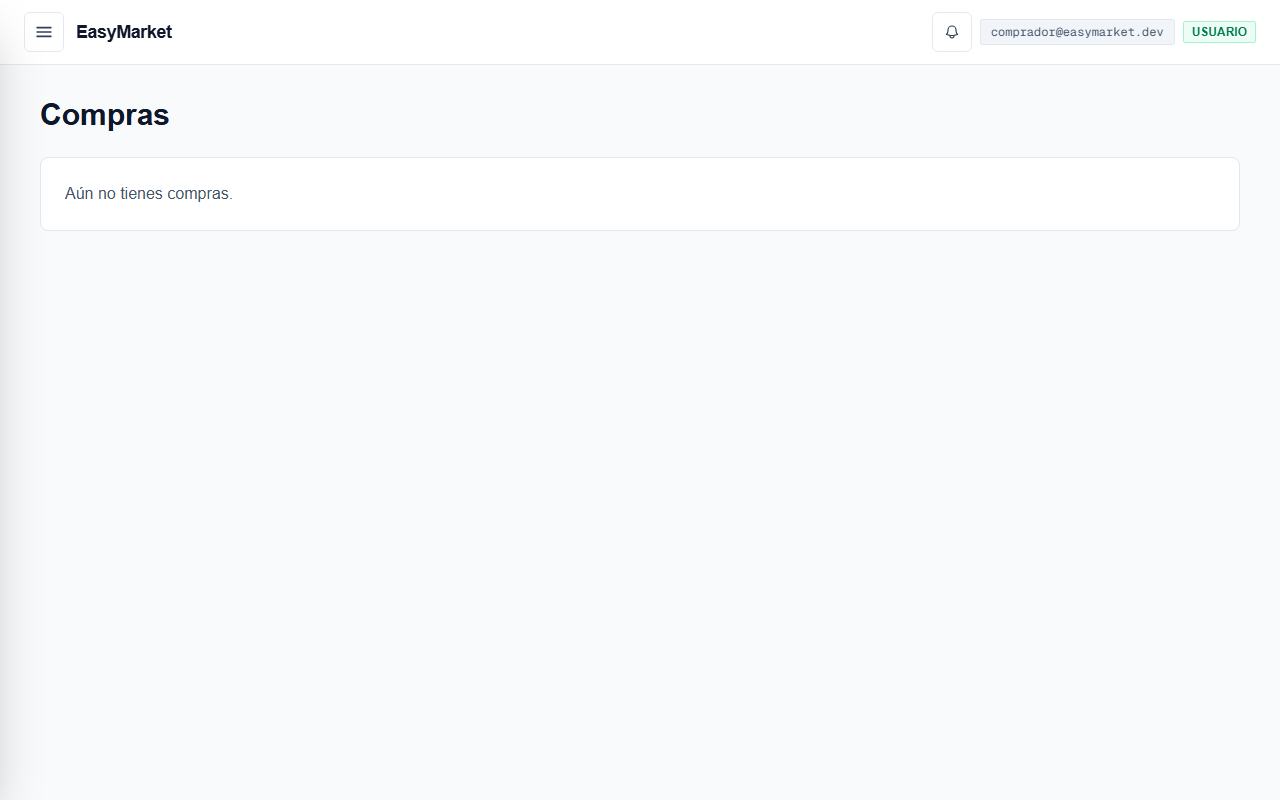 EasyMarket
comprador@easymarket.dev
USUARIO
Compras
Aún no tienes compras.